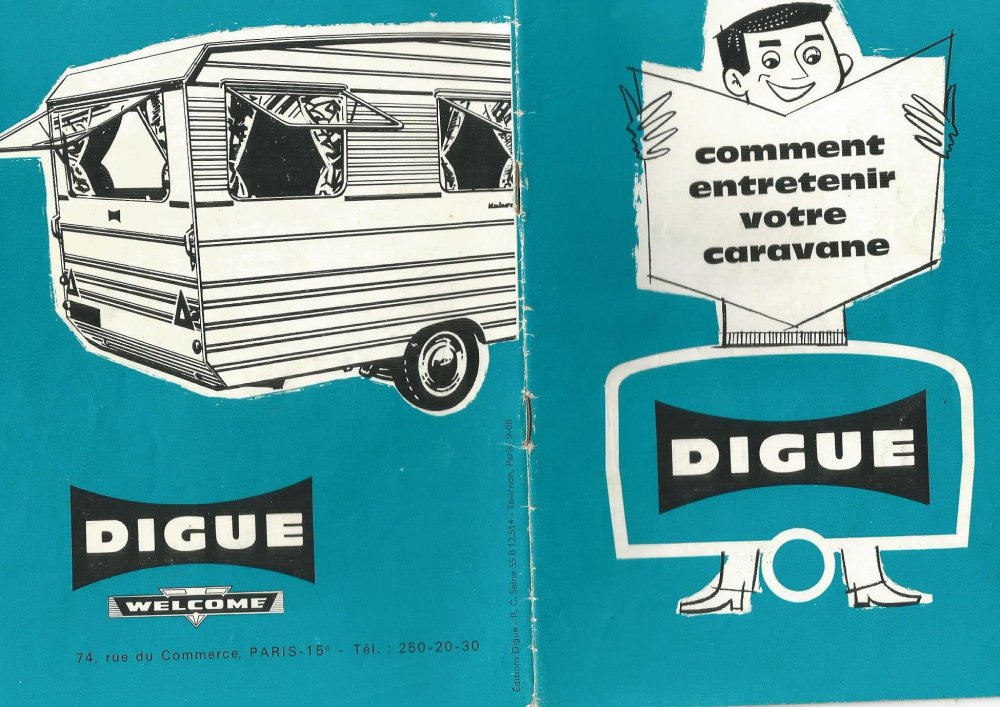 comment
entretenir
votre
caravane
DIGUE
DIGUE
WELCOME
74, rue du Commerce, PARIS-15e - Tél. : 250-20-30
Éditions Digue - R. C. Seine 55 B 12.514 - Tournon, Paris 9-68